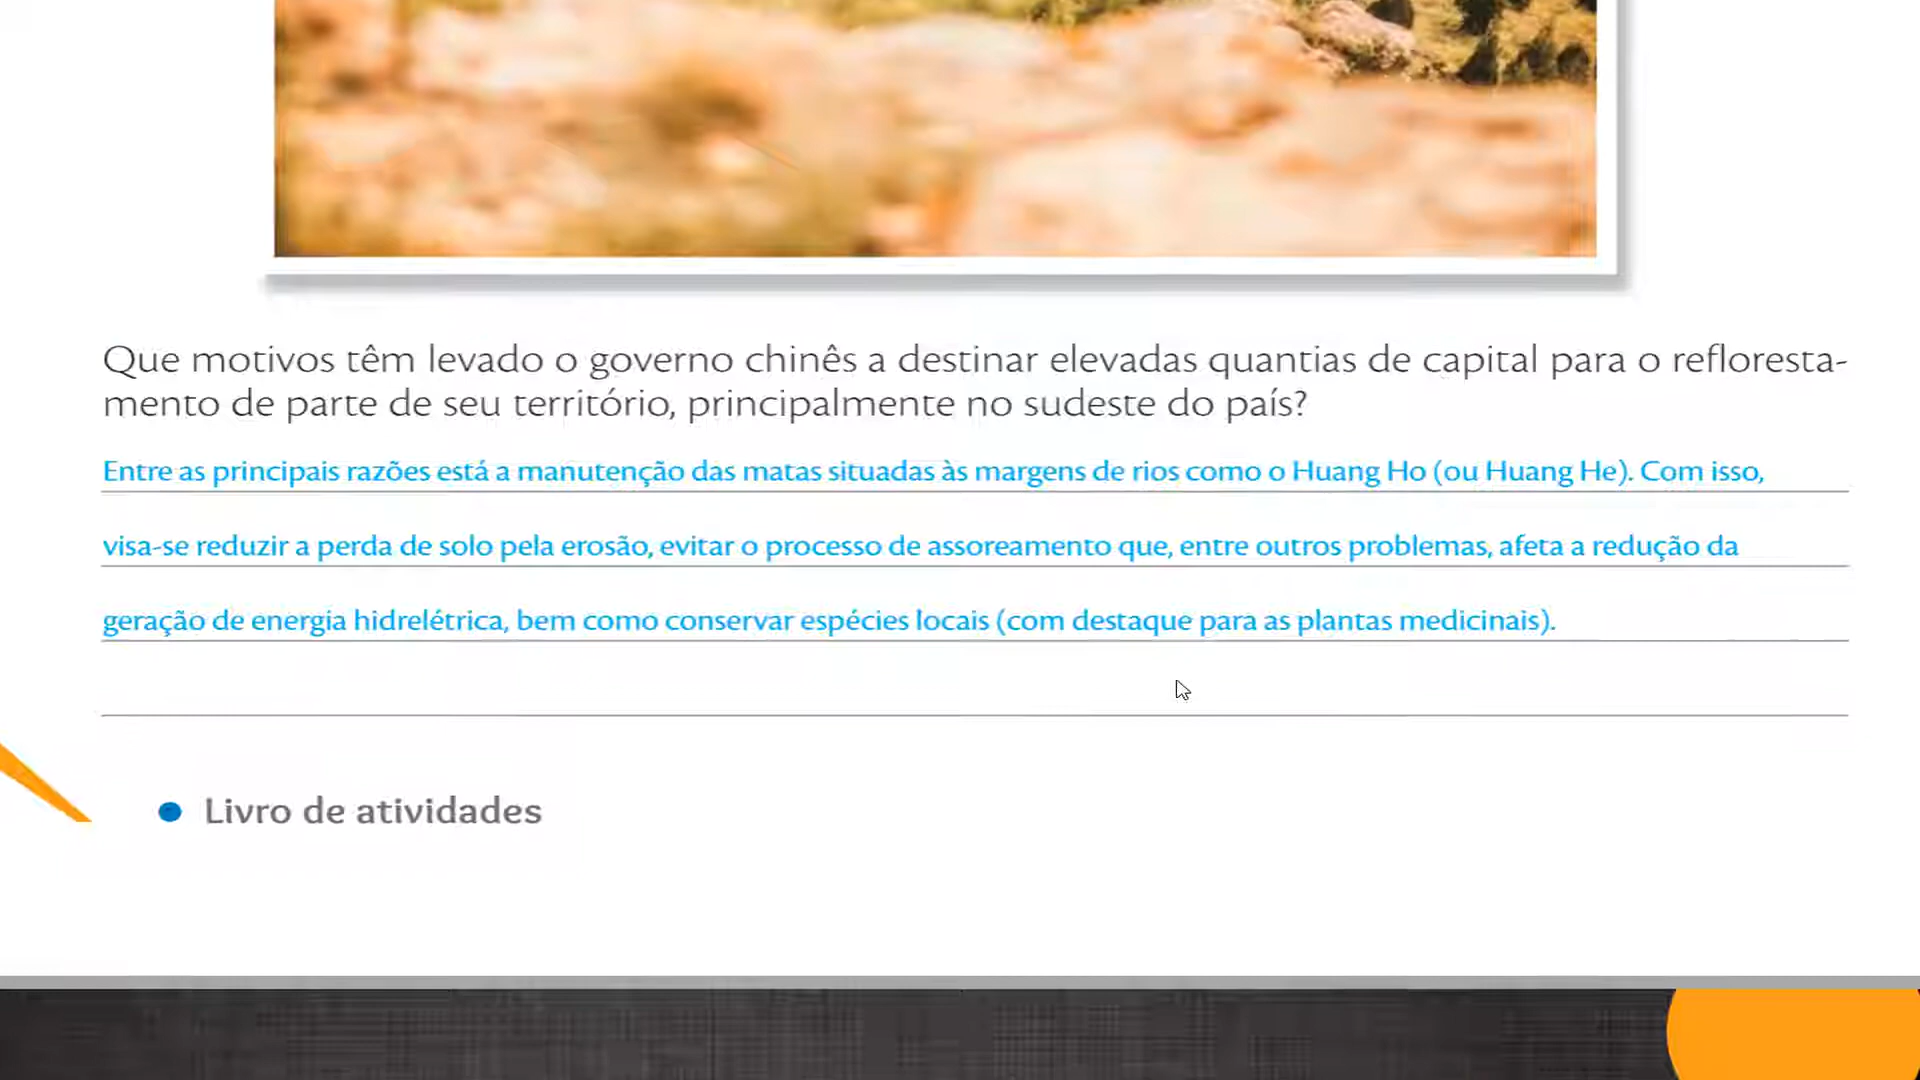 Que motivos têm levado o governo chinês a destinar elevadas quantias de capital para o refloresta-
mento de parte de seu território, principalmente no sudeste do país?
Entre as principais razões está a manutenção das matas situadas às margens de rios como o Huang Ho (ou Huang He). Com isso,
visa-se reduzir a perda de solo pela erosão, evitar o processo de assoreamento que, entre outros problemas, afeta a redução da
geração de energia hidrelétrica, bem como conservar espécies locais (com destaque para as plantas medicinais).
Livro de atividades